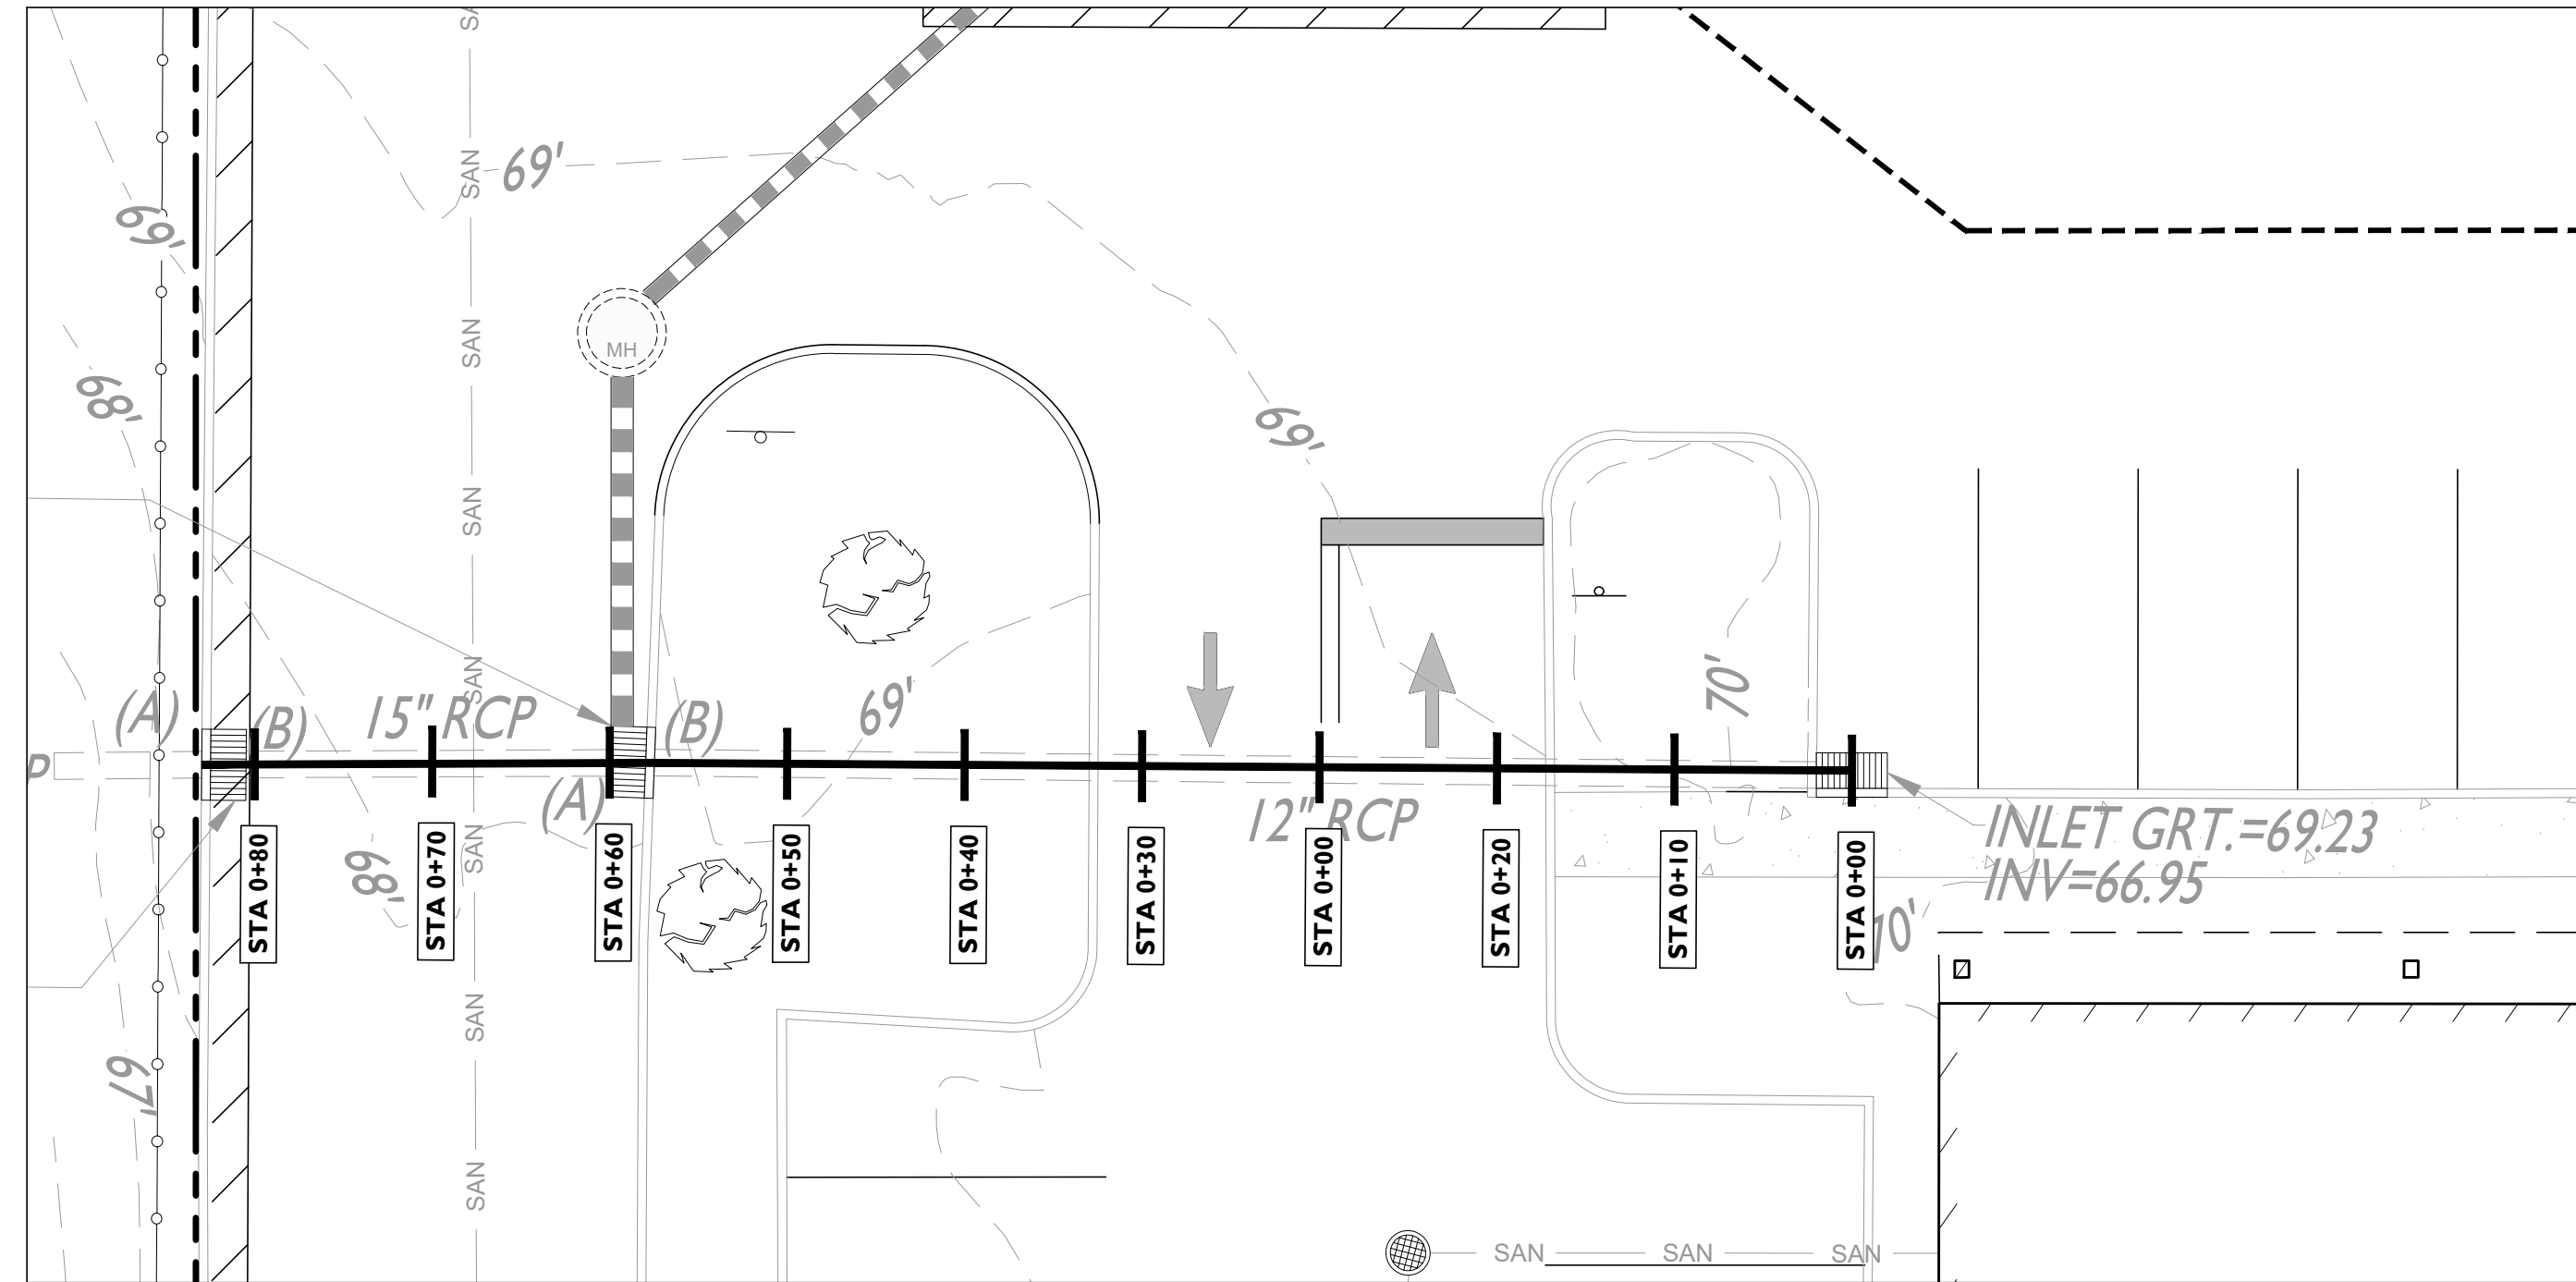 SAN
69'
SAN
69'
SAN
MH
68'
69'
SAN
SAN
70'
(A)
(B)
15" RCP
(B)
69'
P
(A)
12" RCP
INLET GRT.=69.23
INV=66.95
68'
SAN
STA 0+80
STA 0+70
STA 0+60
STA 0+50
STA 0+40
STA 0+30
STA 0+00
STA 0+20
STA 0+10
STA 0+00
70'
SAN
67'
SAN
SAN
SAN
SAN